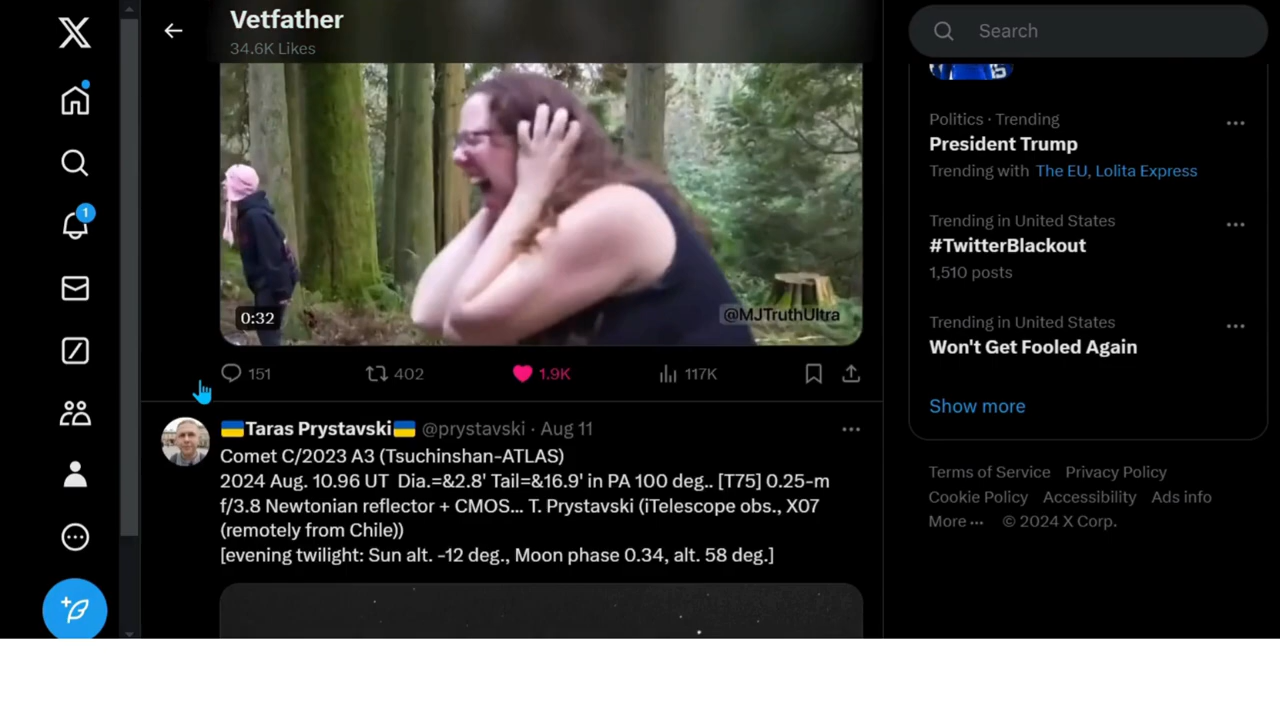 Vetfather
34.6K Likes
Search
0:32
@MJTruthUltra
151 402 1.9K 117K
Taras Prystavski @prystavski · Aug 11
Comet C/2023 A3 (Tsuchinshan-ATLAS)
2024 Aug. 10.96 UT Dia.=&2.8' Tail=&16.9' in PA 100 deg.. [T75] 0.25-m
f/3.8 Newtonian reflector + CMOS... T. Prystavski (iTelescope obs., X07
(remotely from Chile))
[evening twilight: Sun alt. -12 deg., Moon phase 0.34, alt. 58 deg.]
Politics · Trending
President Trump
Trending with The EU, Lolita Express
Trending in United States
#TwitterBlackout
1,510 posts
Trending in United States
Won't Get Fooled Again
Show more
Terms of Service Privacy Policy
Cookie Policy Accessibility Ads info
More ··· © 2024 X Corp.
1